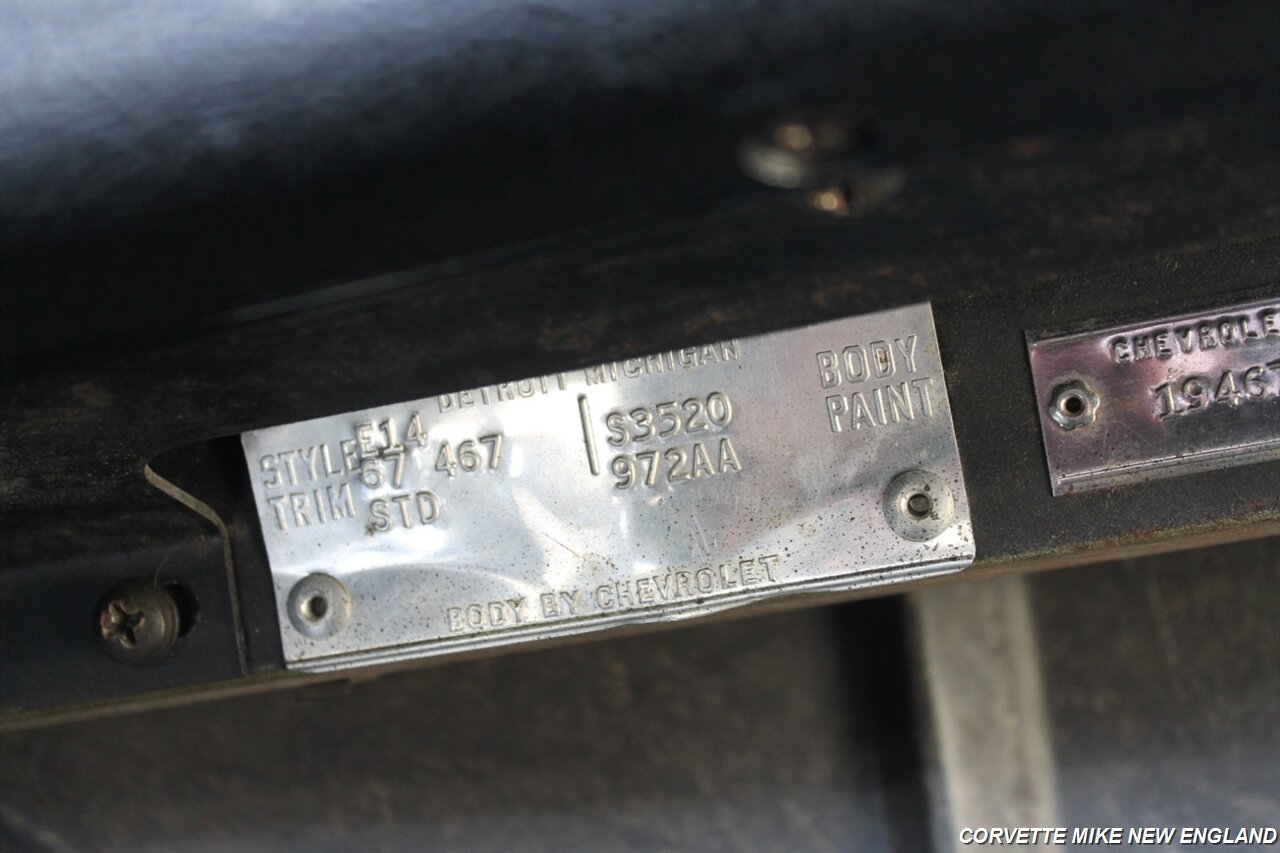 DETROIT MICHIGAN
E14
STYLE 67 467 S3520 BODY
TRIM STD 972AA PAINT
BODY BY CHEVROLET
CHEVROLE
19467
CORVETTE MIKE NEW ENGLAND